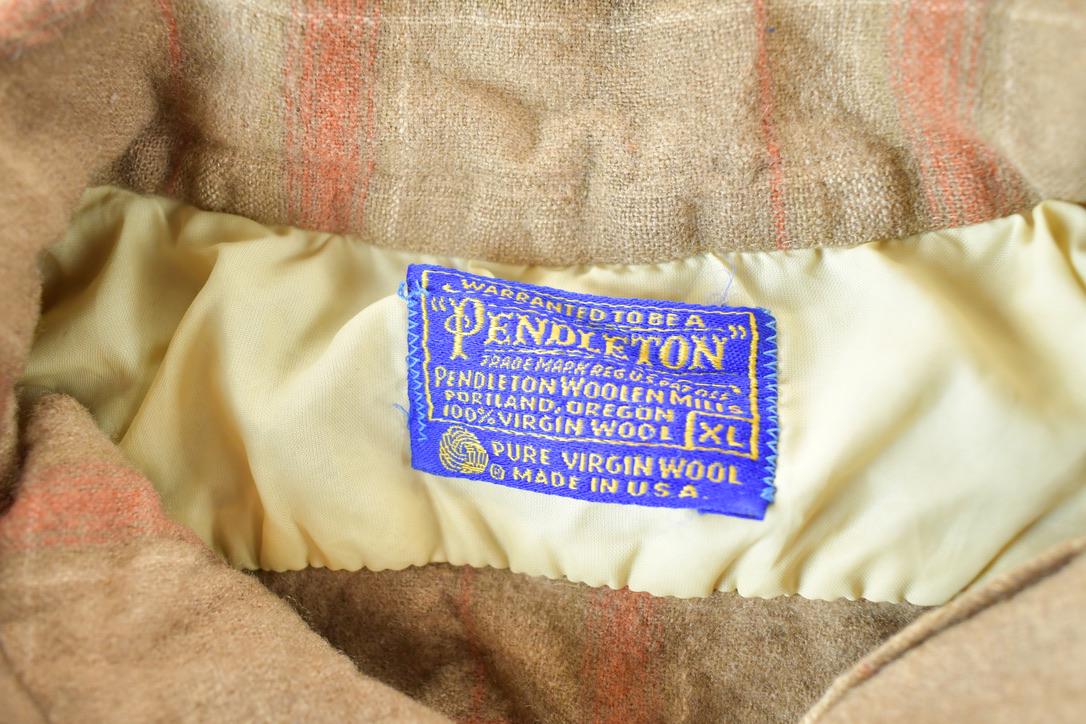 WARRANTED TO BE A
"PENDLETON"
TRADE MARK REG U.S. PAT. OFF.
PENDLETON WOOLEN MILLS
PORTLAND, OREGON
100% VIRGIN WOOL XL
PURE VIRGIN WOOL
® MADE IN U.S.A.